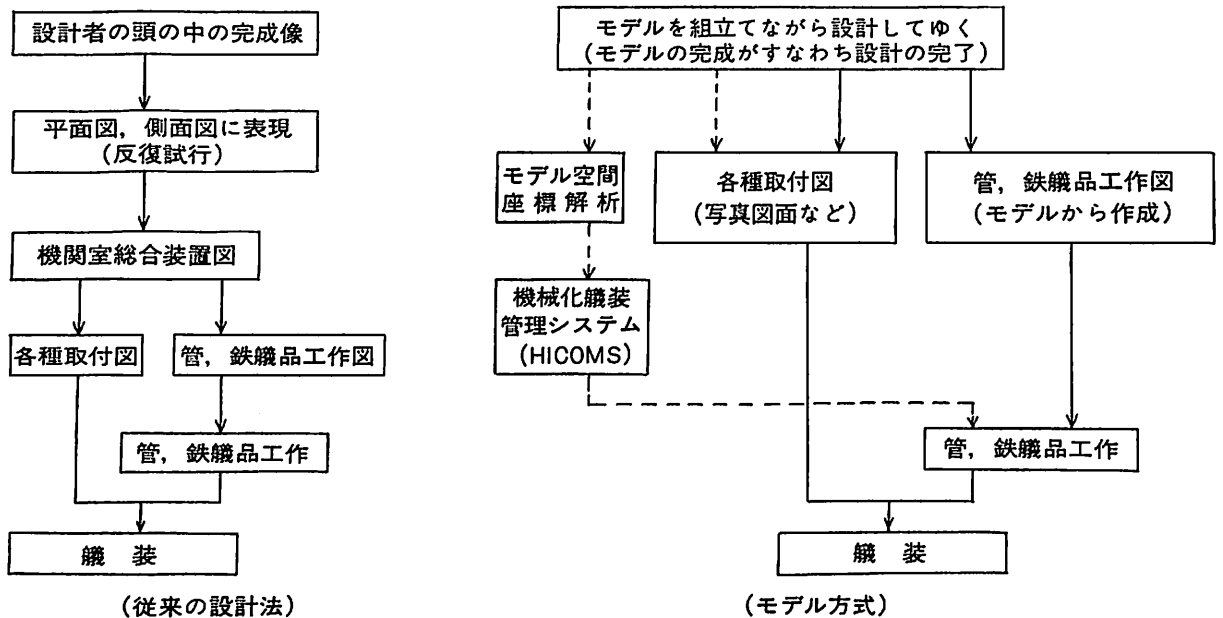 設計者の頭の中の完成像
平面図，側面図に表現
(反復試行)
機関室総合装置図
各種取付図
管，鉄艤品工作図
管，鉄艤品工作
艤　装
(従来の設計法)
モデルを組立てながら設計してゆく
(モデルの完成がすなわち設計の完了)
モデル空間
座標解析
各種取付図
(写真図面など)
管，鉄艤品工作図
(モデルから作成)
機械化艤装
管理システム
(HICOMS)
管，鉄艤品工作
艤　装
(モデル方式)